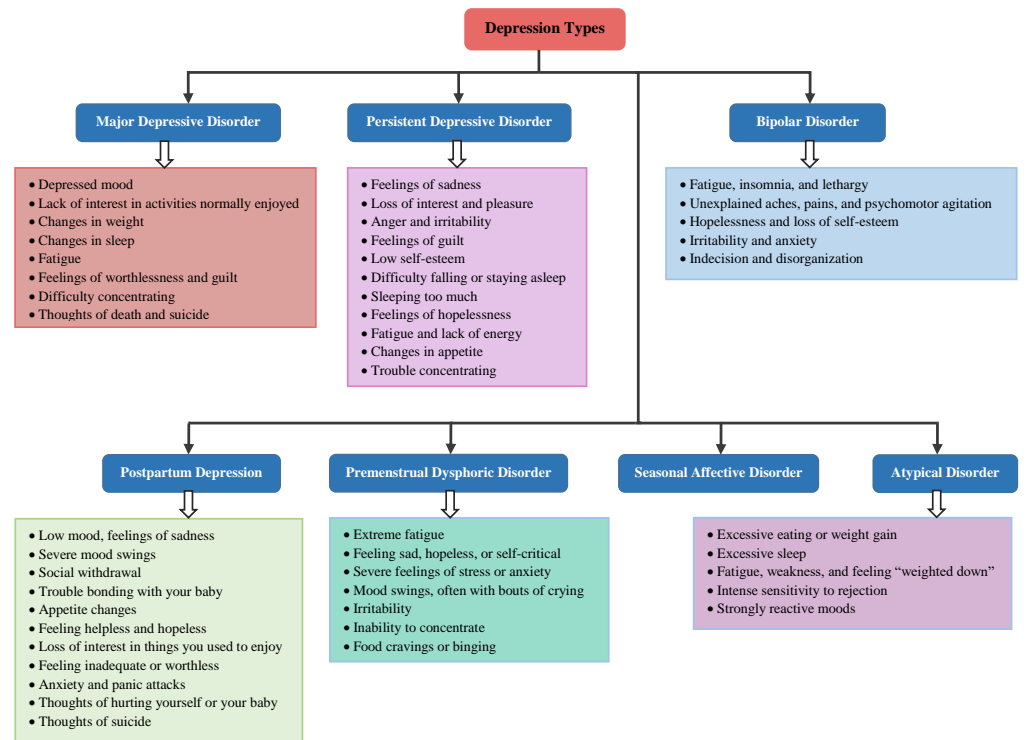 Depression Types
Major Depressive Disorder
• Depressed mood
• Lack of interest in activities normally enjoyed
• Changes in weight
• Changes in sleep
• Fatigue
• Feelings of worthlessness and guilt
• Difficulty concentrating
• Thoughts of death and suicide
Persistent Depressive Disorder
• Feelings of sadness
• Loss of interest and pleasure
• Anger and irritability
• Feelings of guilt
• Low self-esteem
• Difficulty falling or staying asleep
• Sleeping too much
• Feelings of hopelessness
• Fatigue and lack of energy
• Changes in appetite
• Trouble concentrating
Bipolar Disorder
• Fatigue, insomnia, and lethargy
• Unexplained aches, pains, and psychomotor agitation
• Hopelessness and loss of self-esteem
• Irritability and anxiety
• Indecision and disorganization
Postpartum Depression
• Low mood, feelings of sadness
• Severe mood swings
• Social withdrawal
• Trouble bonding with your baby
• Appetite changes
• Feeling helpless and hopeless
• Loss of interest in things you used to enjoy
• Feeling inadequate or worthless
• Anxiety and panic attacks
• Thoughts of hurting yourself or your baby
• Thoughts of suicide
Premenstrual Dysphoric Disorder
• Extreme fatigue
• Feeling sad, hopeless, or self-critical
• Severe feelings of stress or anxiety
• Mood swings, often with bouts of crying
• Irritability
• Inability to concentrate
• Food cravings or binging
Seasonal Affective Disorder
Atypical Disorder
• Excessive eating or weight gain
• Excessive sleep
• Fatigue, weakness, and feeling “weighted down”
• Intense sensitivity to rejection
• Strongly reactive moods